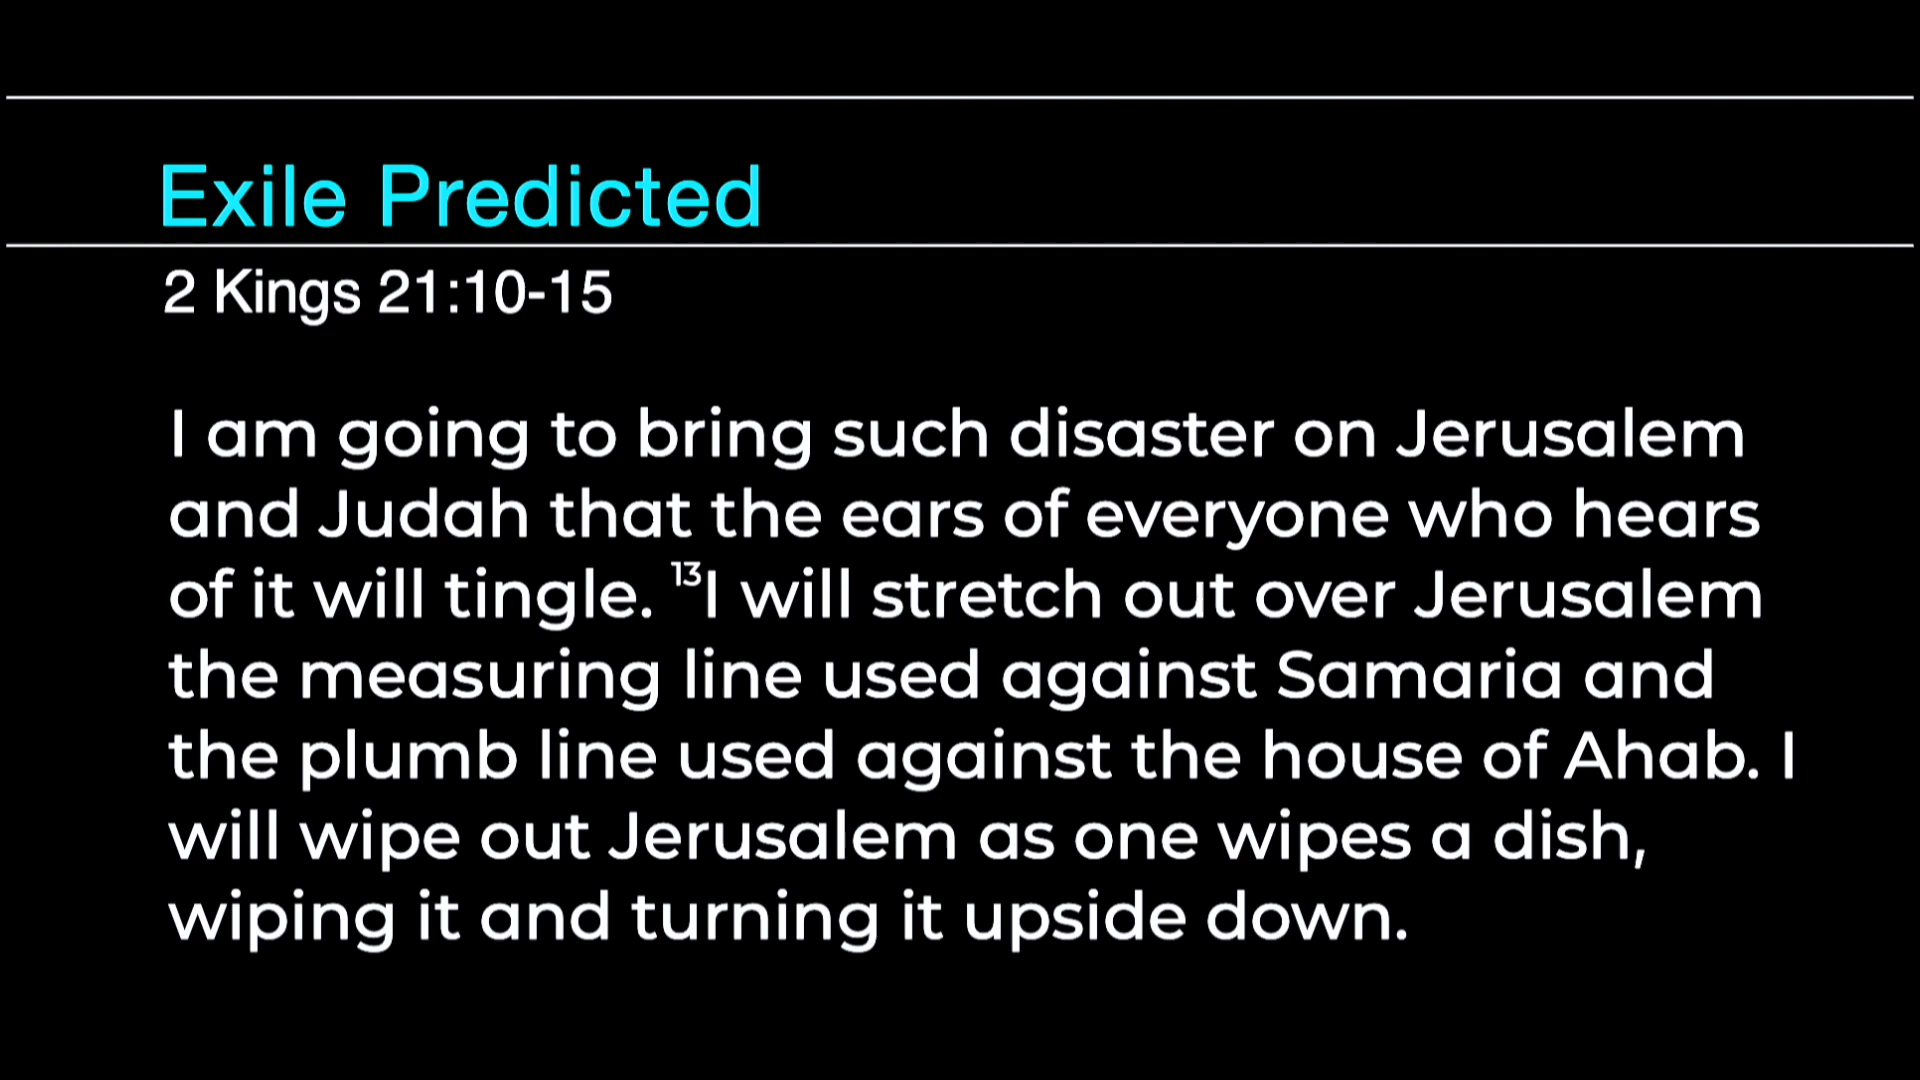 Exile Predicted
2 Kings 21:10-15
I am going to bring such disaster on Jerusalem
and Judah that the ears of everyone who hears
of it will tingle. ¹³I will stretch out over Jerusalem
the measuring line used against Samaria and
the plumb line used against the house of Ahab. I
will wipe out Jerusalem as one wipes a dish,
wiping it and turning it upside down.